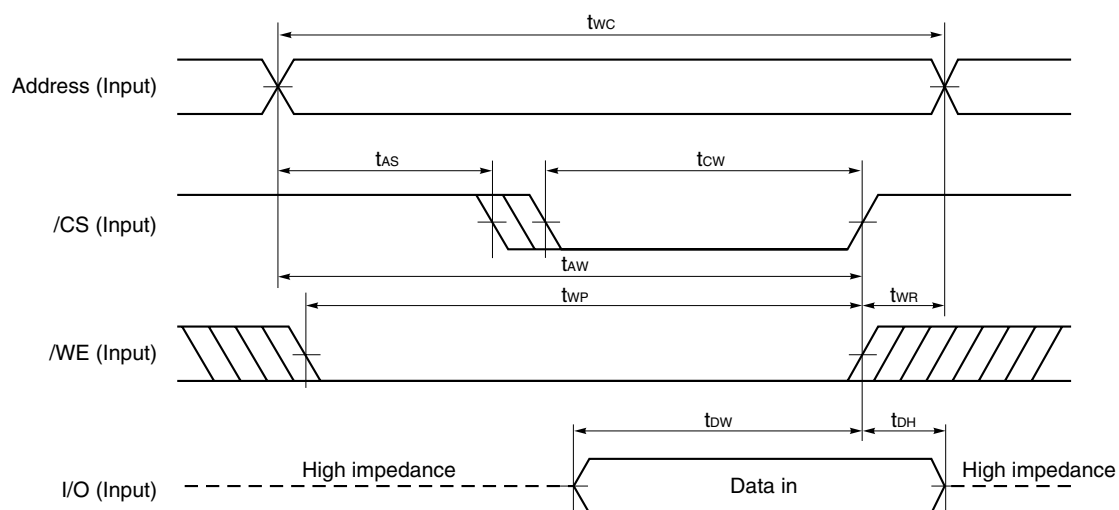 tWC
Address (Input)
tAS
tCW
/CS (Input)
tAW
tWP
tWR
/WE (Input)
tDW
tDH
High impedance
High impedance
I/O (Input)
Data in